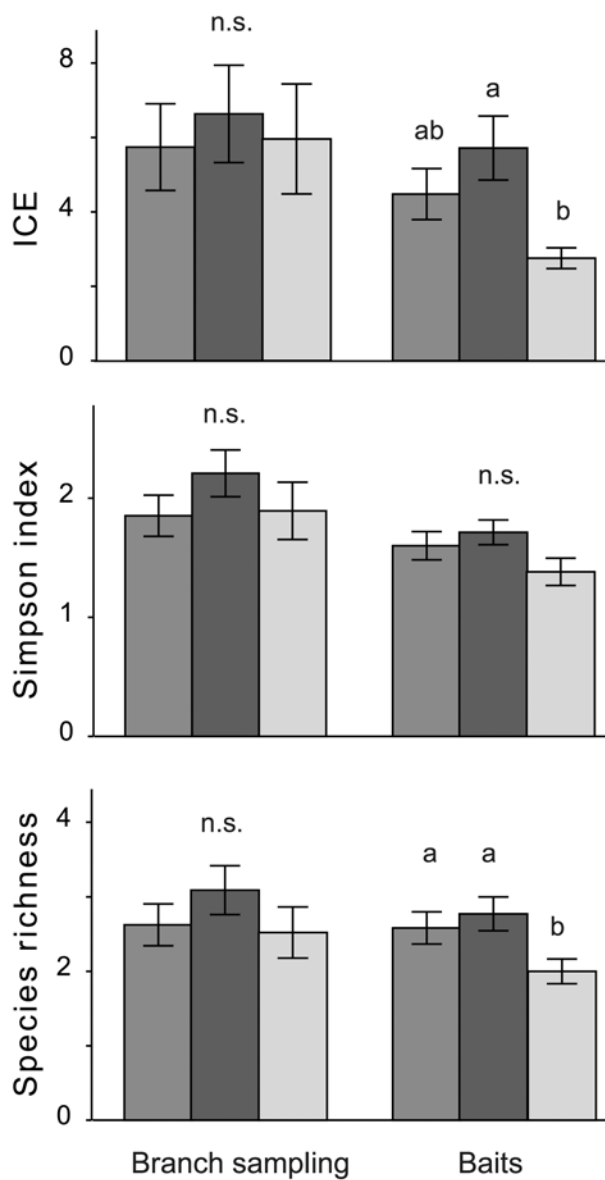 n.s.
8
a
ab
b
4
ICE
0
n.s.
n.s.
2
1
Simpson index
0
4
n.s.
a a
b
2
Species richness
0
Branch sampling Baits